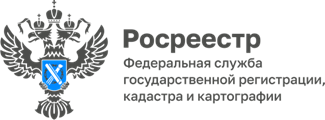 Росреестр
Федеральная служба
государственной регистрации,
кадастра и картографии